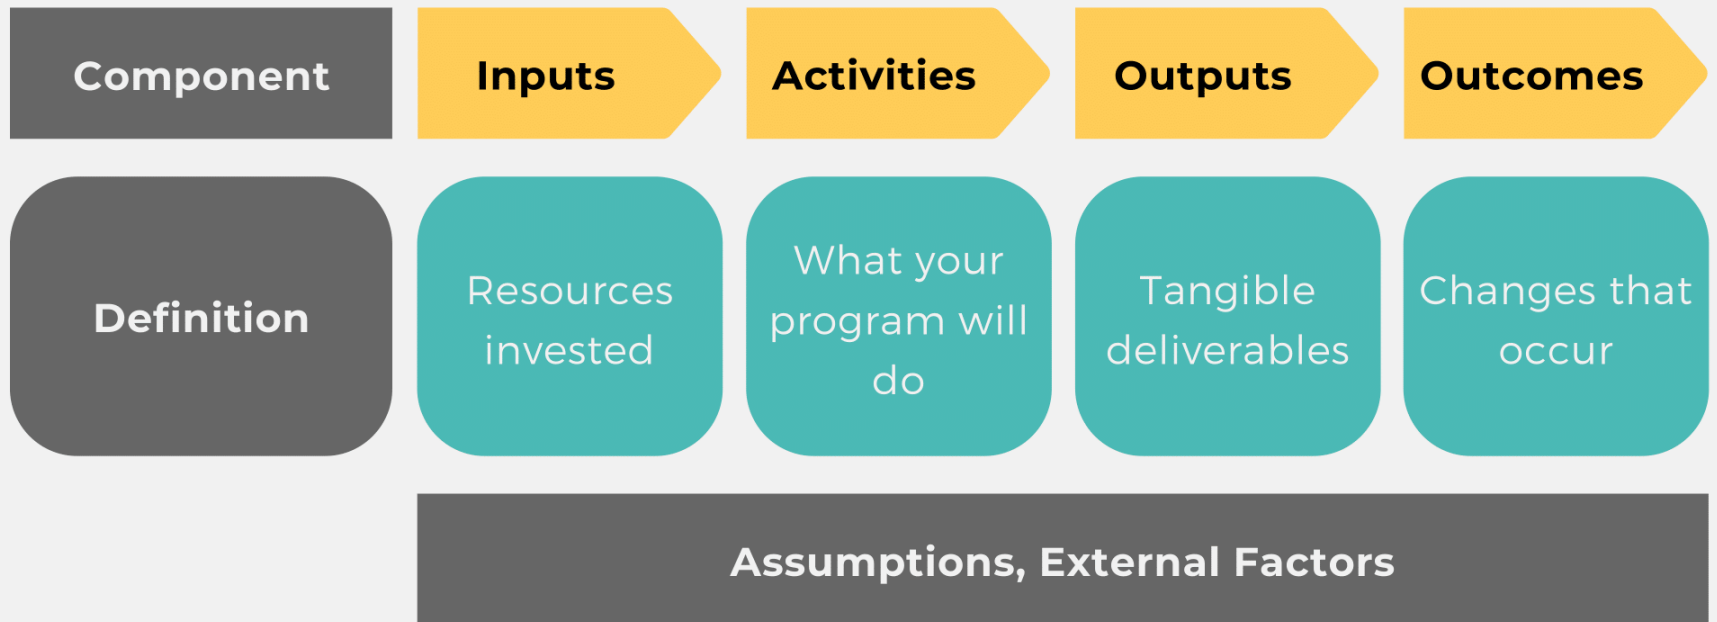 Component
Inputs
Activities
Outputs
Outcomes
Definition
Resources
invested
What your
program will
do
Tangible
deliverables
Changes that
occur
Assumptions, External Factors